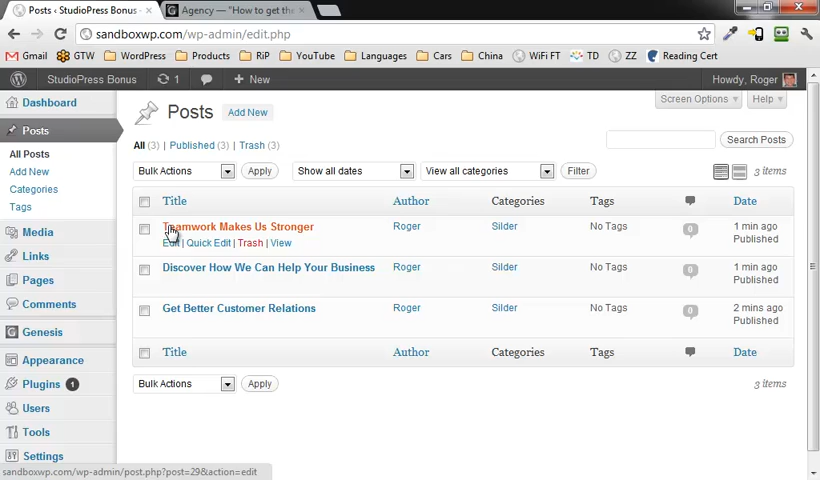 Posts ‹ StudioPress Bonus
Agency — "How to get the
sandboxwp.com/wp-admin/edit.php
Gmail GTW WordPress Products RiP YouTube Languages Cars China WiFi FT TD ZZ Reading Cert
StudioPress Bonus 1 New Howdy, Roger
Screen Options Help
Dashboard
Posts
All Posts
Add New
Categories
Tags
Media
Links
Pages
Comments
Genesis
Appearance
Plugins 1
Users
Tools
Settings
Posts Add New
All (3) | Published (3) | Trash (3)
Search Posts
Bulk Actions Apply Show all dates View all categories Filter 3 items
Title Author Categories Tags Date
Teamwork Makes Us Stronger Roger Silder No Tags 0 1 min ago
Published
Edit | Quick Edit | Trash | View
Discover How We Can Help Your Business Roger Silder No Tags 0 1 min ago
Published
Get Better Customer Relations Roger Silder No Tags 0 2 mins ago
Published
Title Author Categories Tags Date
Bulk Actions Apply 3 items
sandboxwp.com/wp-admin/post.php?post=29&action=edit